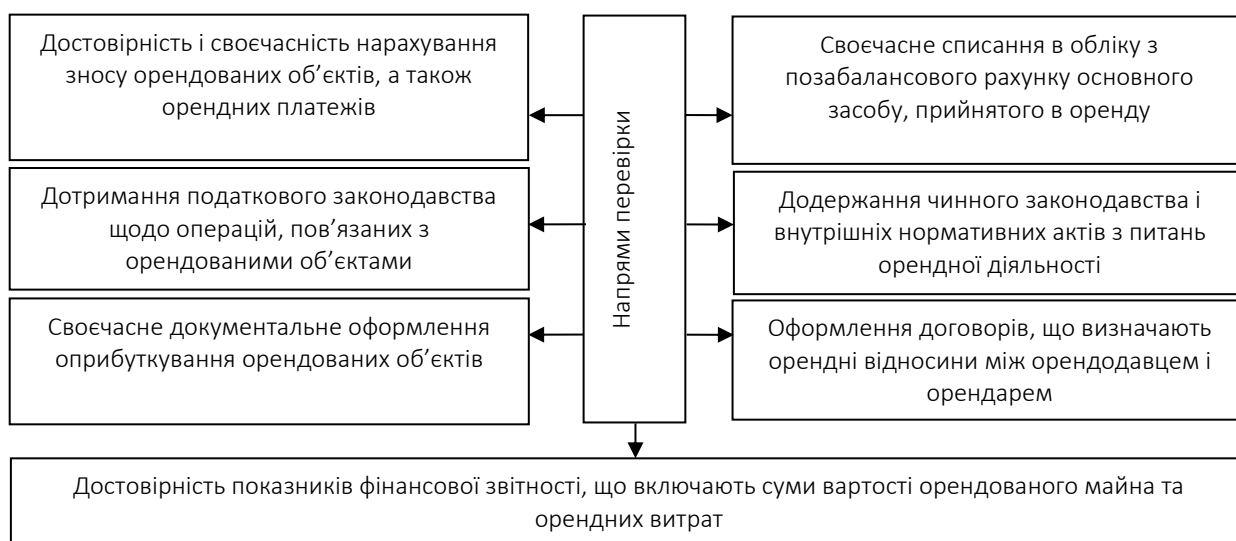 Достовірність і своєчасність нарахування
зносу орендованих об’єктів, а також
орендних платежів
Дотримання податкового законодавства
щодо операцій, пов’язаних з
орендованими об’єктами
Своєчасне документальне оформлення
оприбуткування орендованих об’єктів
Напрями перевірки
Своєчасне списання в обліку з
позабалансового рахунку основного
засобу, прийнятого в оренду
Додержання чинного законодавства і
внутрішніх нормативних актів з питань
орендної діяльності
Оформлення договорів, що визначають
орендні відносини між орендодавцем і
орендарем
Достовірність показників фінансової звітності, що включають суми вартості орендованого майна та
орендних витрат